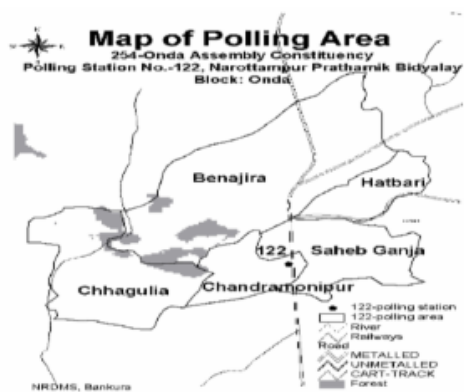 Map of Polling Area
254-Onda Assembly Constituency
Polling Station No.-122, Narottampur Prathamik Bidyalay
Block: Onda
Benajira
Hatbari
122
Saheb Ganja
Chhagulia
Chandramonipur
122-polling station
122-polling area
River
Railways
Road
METALLED
UNMETALLED
CART-TRACK
Forest
NRDMS, Bankura